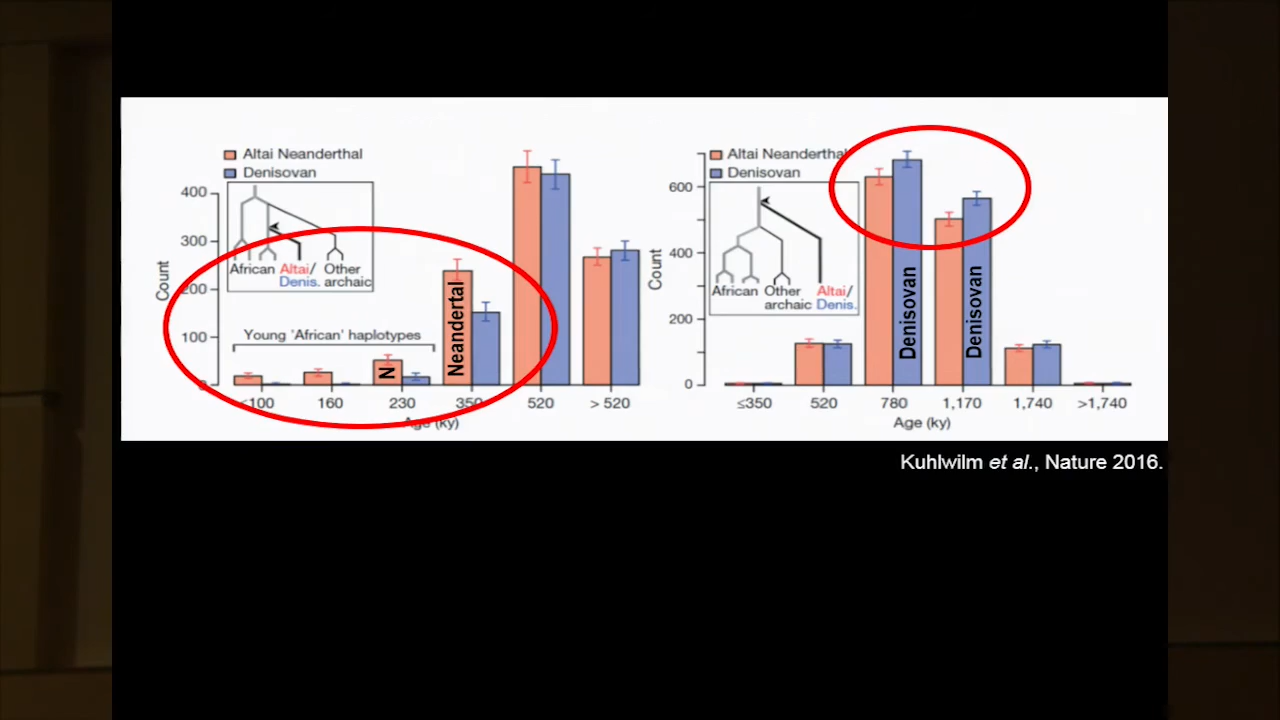 Altai Neanderthal
Denisovan
400
300
200
100
0
Count
African Altai/ Other
Denis. archaic
Young 'African' haplotypes
N
Neandertal
≤100 160 230 350 520 > 520
Age (ky)
Altai Neanderthal
Denisovan
600
400
200
0
Count
African Other Altai/
archaic Denis.
Denisovan
Denisovan
≤350 520 780 1,170 1,740 >1,740
Age (ky)
Kuhlwilm et al., Nature 2016.